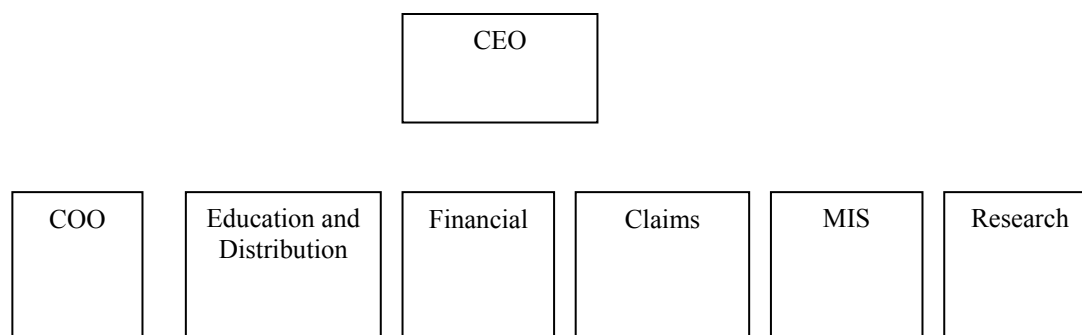 CEO
COO
Education and
Distribution
Financial
Claims
MIS
Research